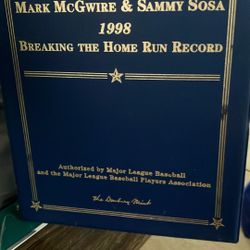 Mark McGwire & Sammy Sosa
1998
Breaking the Home Run Record
Authorized by Major League Baseball
and the Major League Baseball Players Association
The Danbury Mint